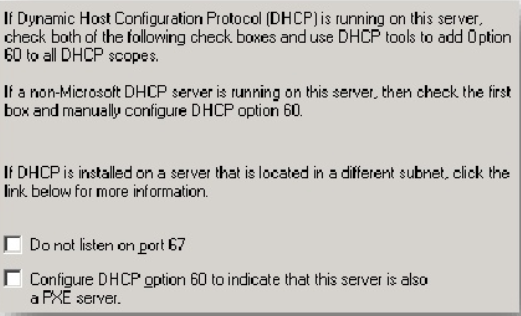 If Dynamic Host Configuration Protocol (DHCP) is running on this server,
check both of the following check boxes and use DHCP tools to add Option
60 to all DHCP scopes.
If a non-Microsoft DHCP server is running on this server, then check the first
box and manually configure DHCP option 60.
If DHCP is installed on a server that is located in a different subnet, click the
link below for more information.
Do not listen on port 67
Configure DHCP option 60 to indicate that this server is also
a PXE server.